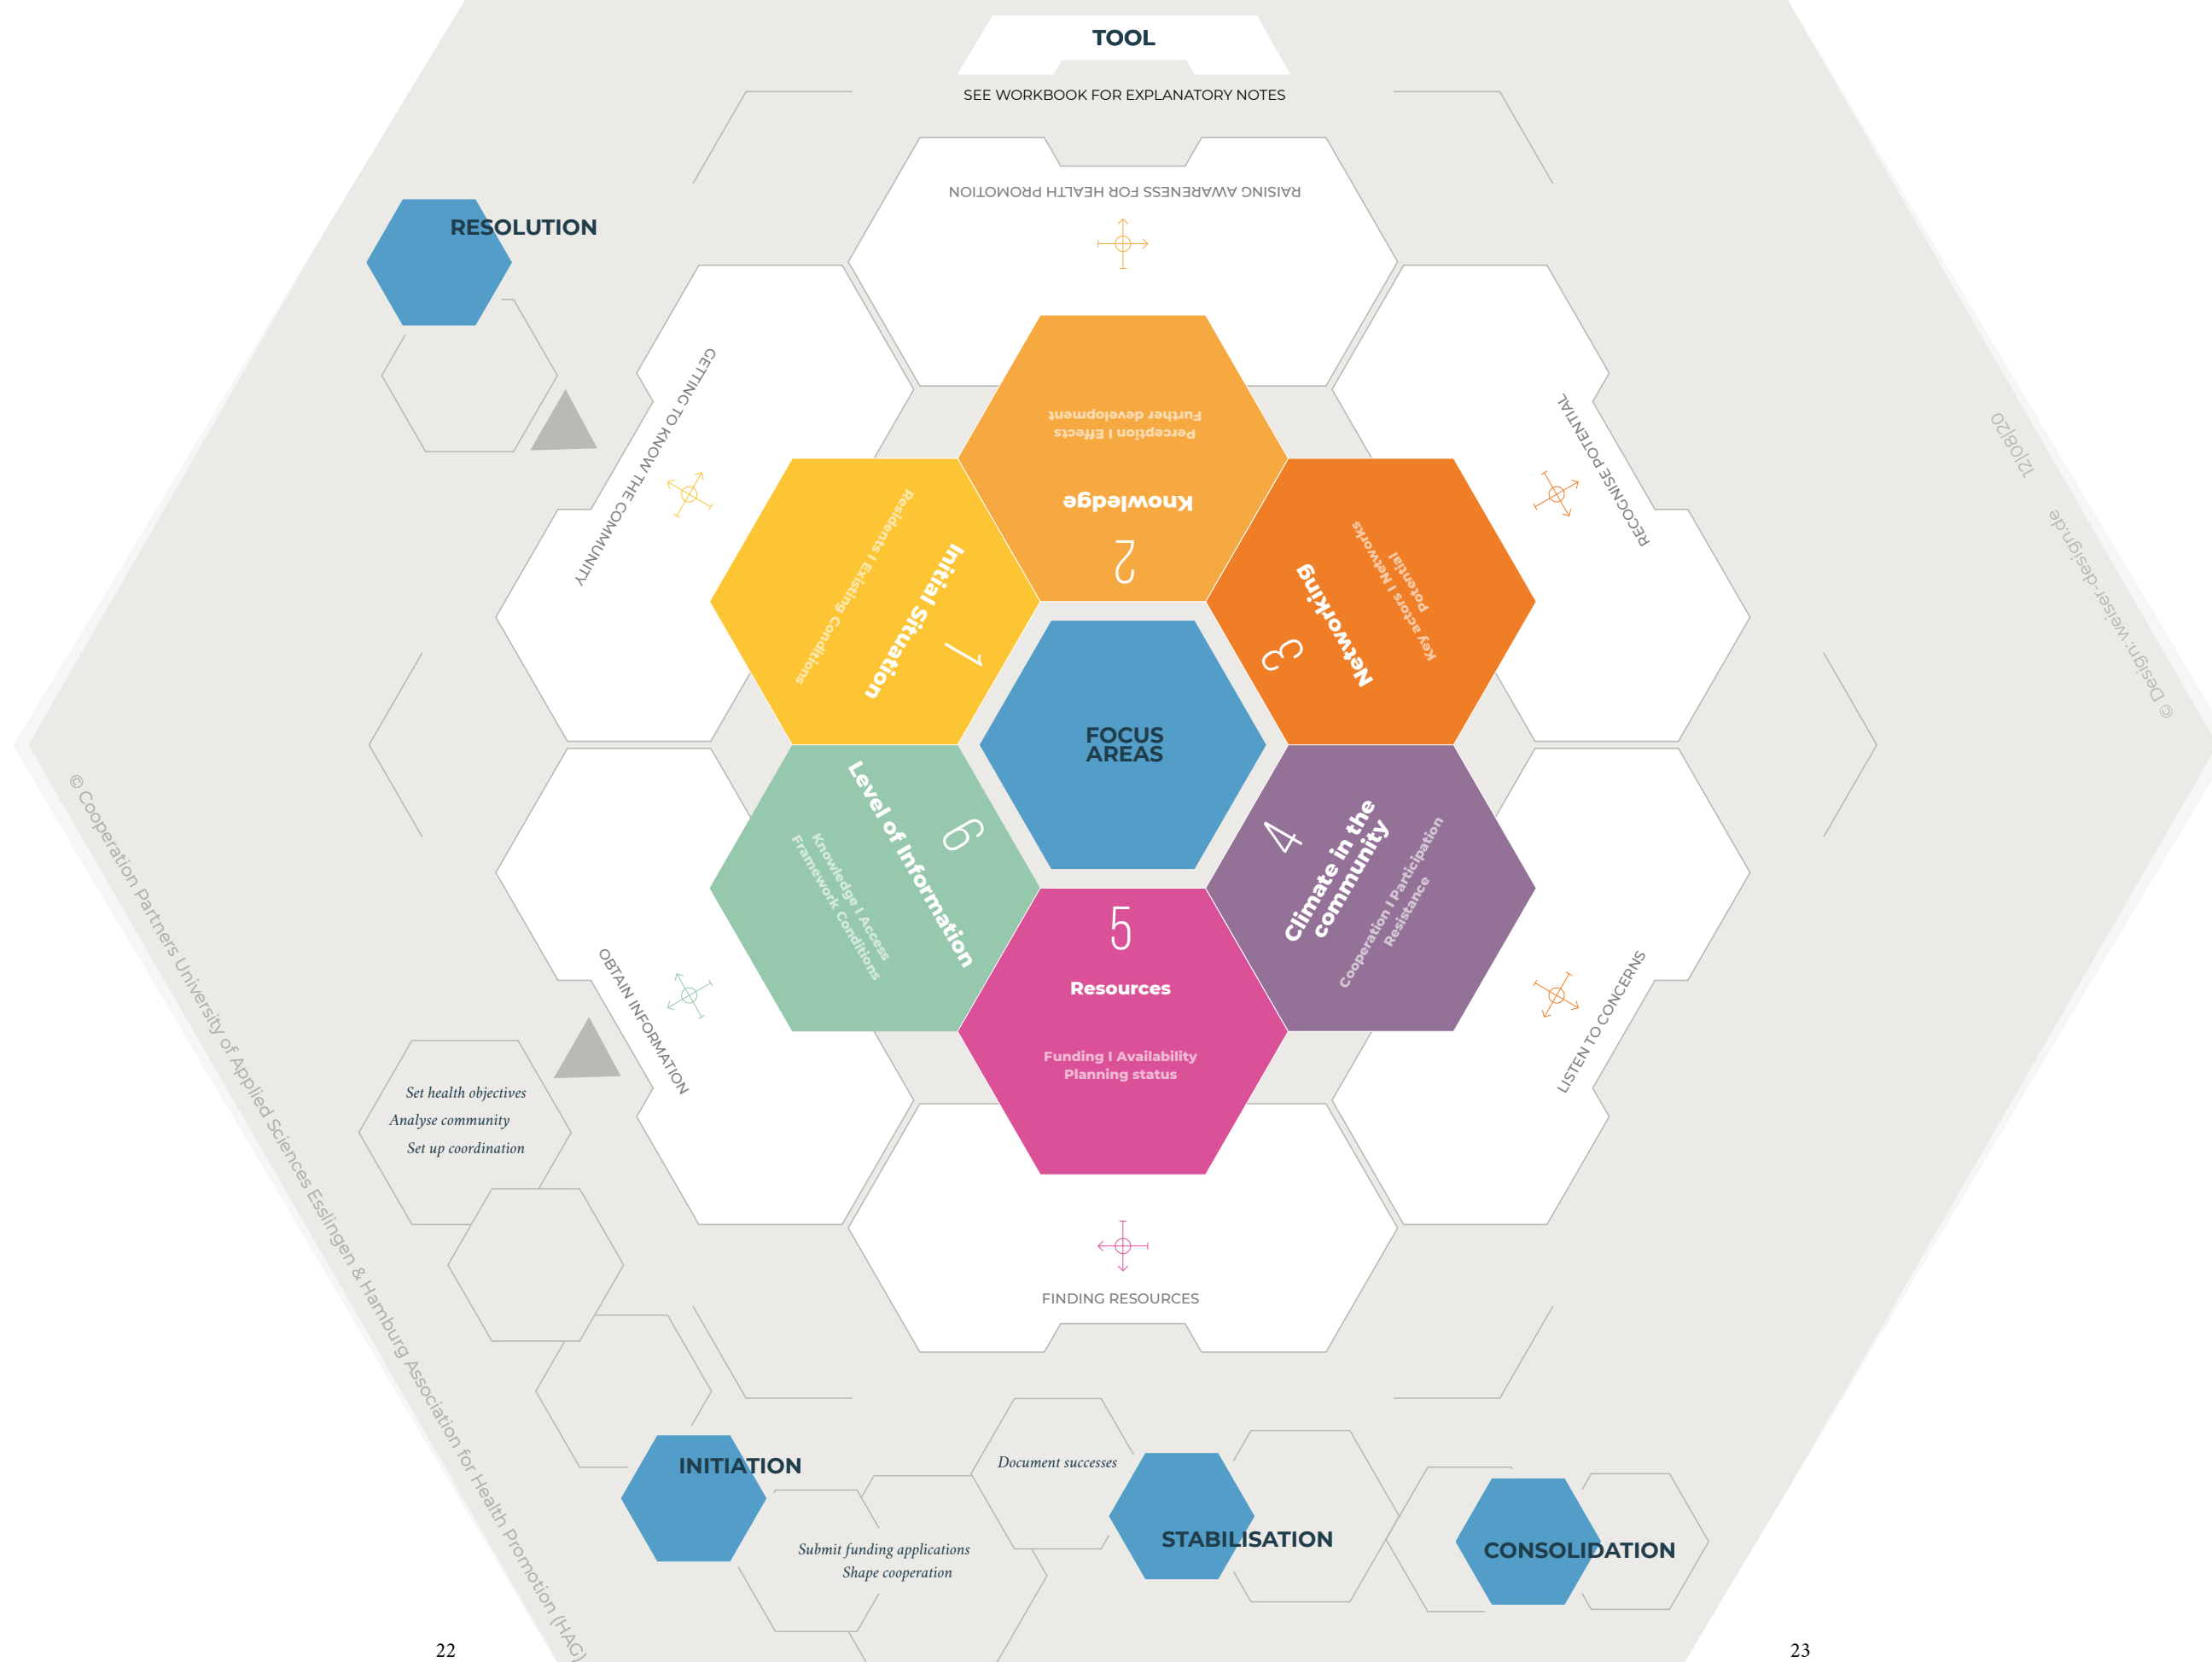 TOOL
SEE WORKBOOK FOR EXPLANATORY NOTES
RAISING AWARENESS FOR HEALTH PROMOTION
RESOLUTION
GETTING TO KNOW THE COMMUNITY
RECOGNISE POTENTIAL
12|08|20
© Design: weiser-design.de
2
Knowledge
Perception I Effects
Further development
1
Initial Situation
Residents I Existing Conditions
3
Networking
Key actors I Networks
Potential
FOCUS
AREAS
6
Level of Information
Knowledge I Access
Framework Conditions
4
Climate in the
community
Cooperation I Participation
Resistance
5
Resources
Funding I Availability
Planning status
OBTAIN INFORMATION
LISTEN TO CONCERNS
FINDING RESOURCES
© Cooperation Partners University of Applied Sciences Esslingen & Hamburg Association for Health Promotion (HAG)
Set health objectives
Analyse community
Set up coordination
INITIATION
Submit funding applications
Shape cooperation
Document successes
STABILISATION
CONSOLIDATION
22
23